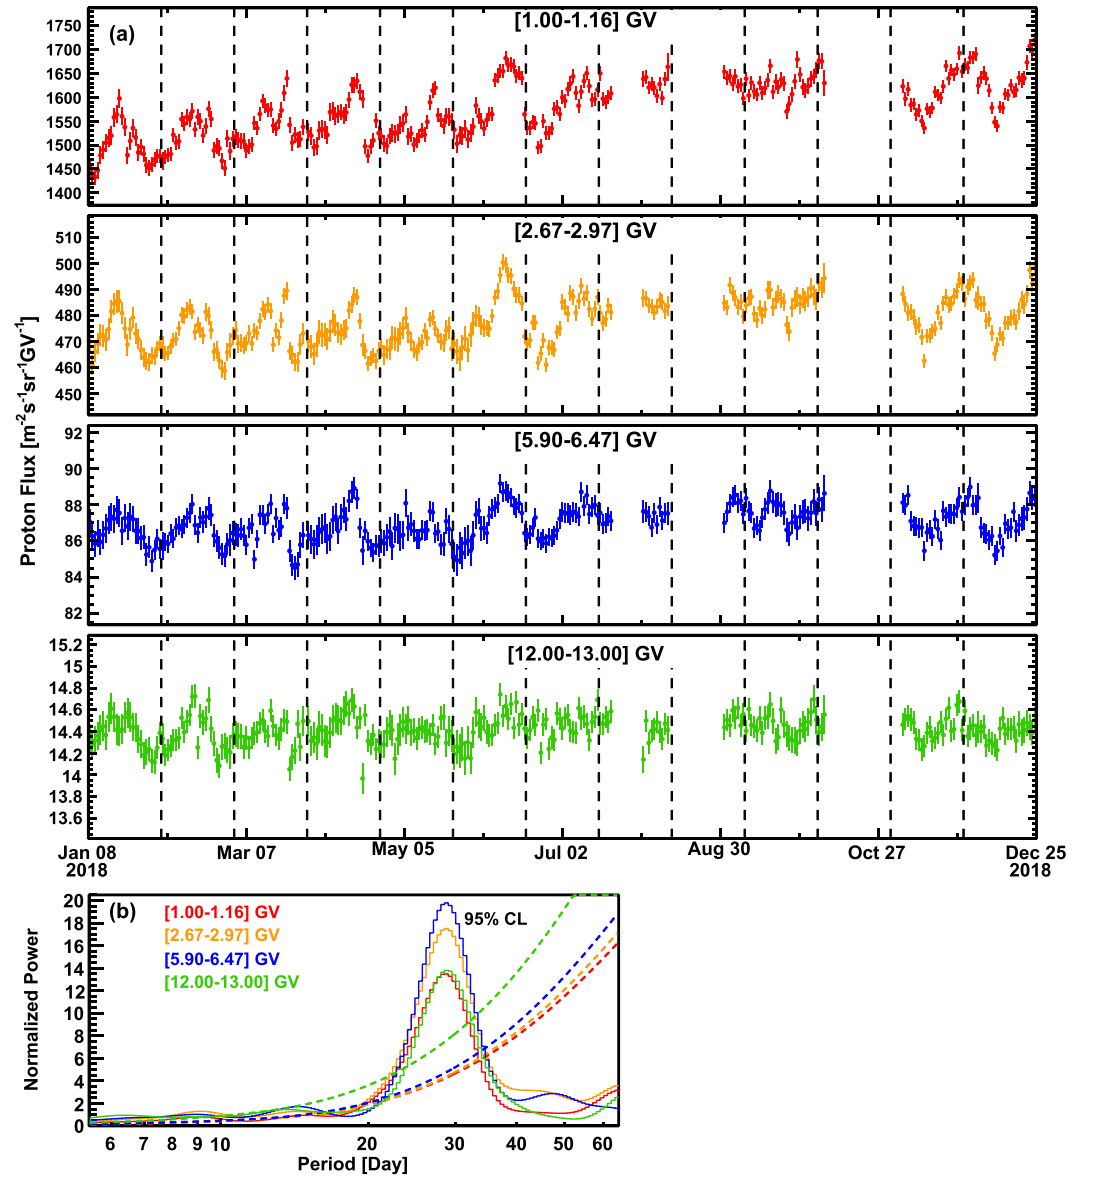 (a)
[1.00-1.16] GV
1750
1700
1650
1600
1550
1500
1450
1400
[2.67-2.97] GV
510
500
490
480
470
460
450
Proton Flux [m⁻²s⁻¹sr⁻¹GV⁻¹]
[5.90-6.47] GV
92
90
88
86
84
82
[12.00-13.00] GV
15.2
15
14.8
14.6
14.4
14.2
14
13.8
13.6
Jan 08 Mar 07 May 05 Jul 02 Aug 30 Oct 27 Dec 25
2018 2018
(b)
[1.00-1.16] GV
[2.67-2.97] GV
[5.90-6.47] GV
[12.00-13.00] GV
95% CL
20
18
16
14
12
10
8
6
4
2
0
Normalized Power
6 7 8 9 10 20 30 40 50 60
Period [Day]